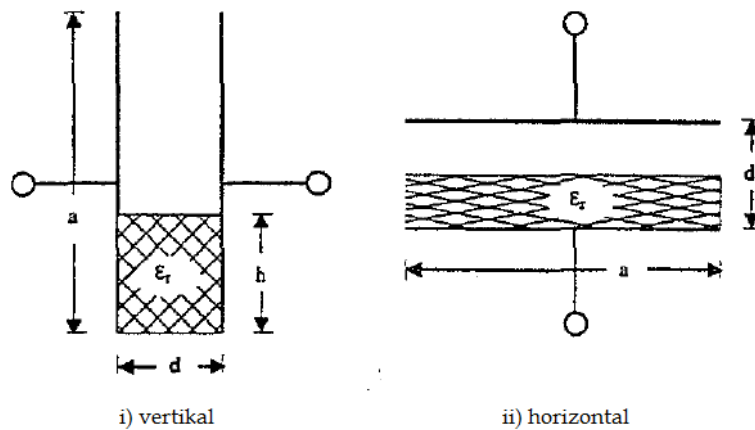 a
εr
h
d
i) vertikal
d
εr
a
ii) horizontal